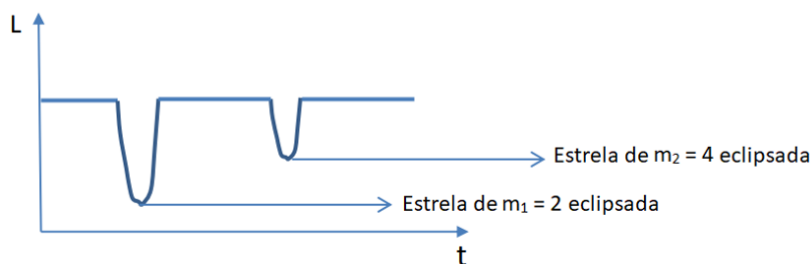 L
Estrela de m₂ = 4 eclipsada
Estrela de m₁ = 2 eclipsada
t